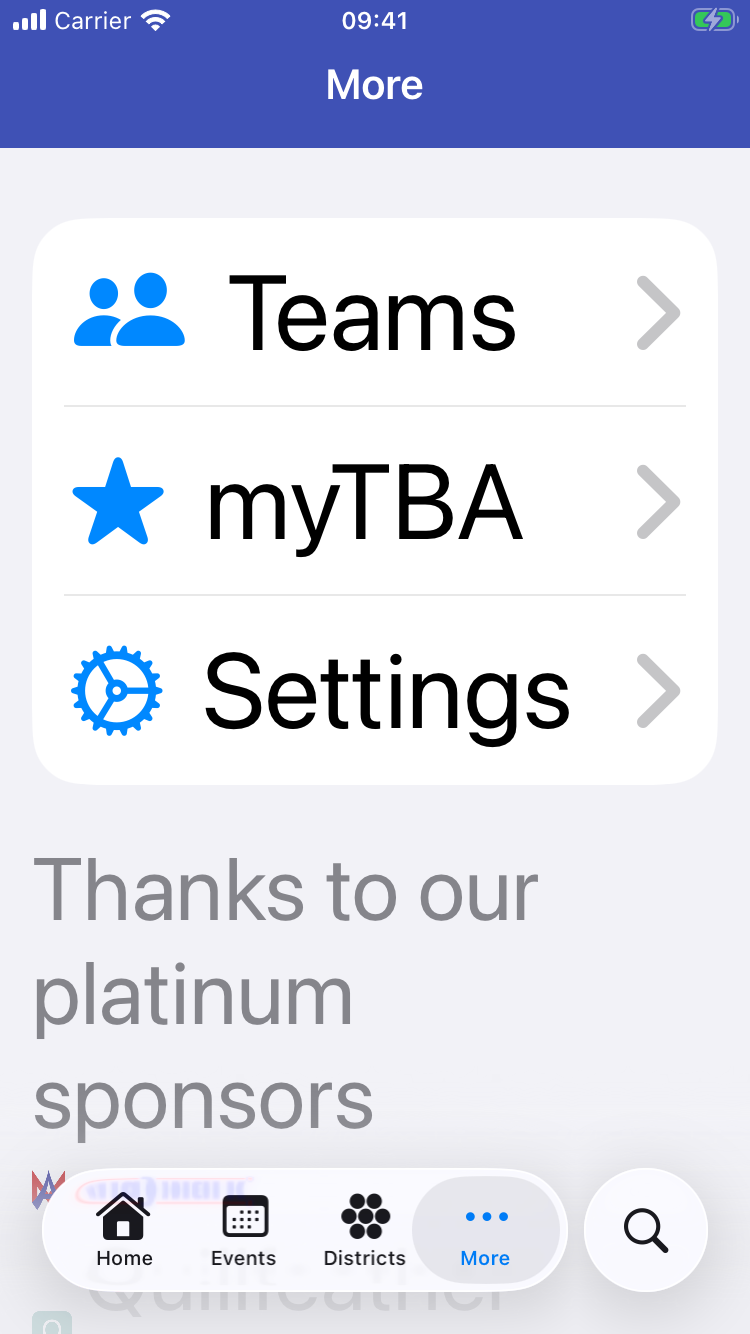 Carrier 09:41
More
Teams
myTBA
Settings
Thanks to our
platinum
sponsors
Home Events Districts More